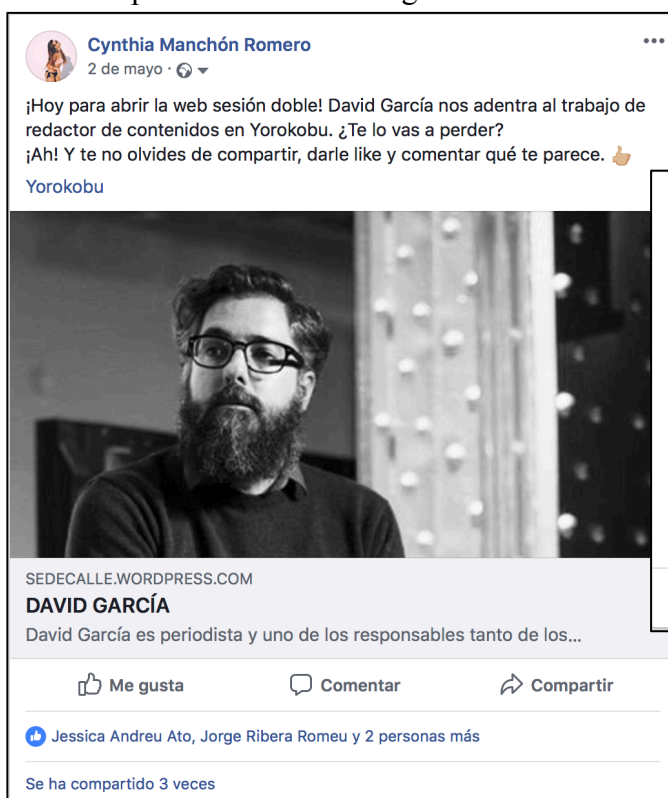 Cynthia Manchón Romero
2 de mayo ·
¡Hoy para abrir la web sesión doble! David García nos adentra al trabajo de
redactor de contenidos en Yorokobu. ¿Te lo vas a perder?
¡Ah! Y te no olvides de compartir, darle like y comentar qué te parece.
Yorokobu
SEDECALLE.WORDPRESS.COM
DAVID GARCÍA
David García es periodista y uno de los responsables tanto de los...
Me gusta Comentar Compartir
Jessica Andreu Ato, Jorge Ribera Romeu y 2 personas más
Se ha compartido 3 veces